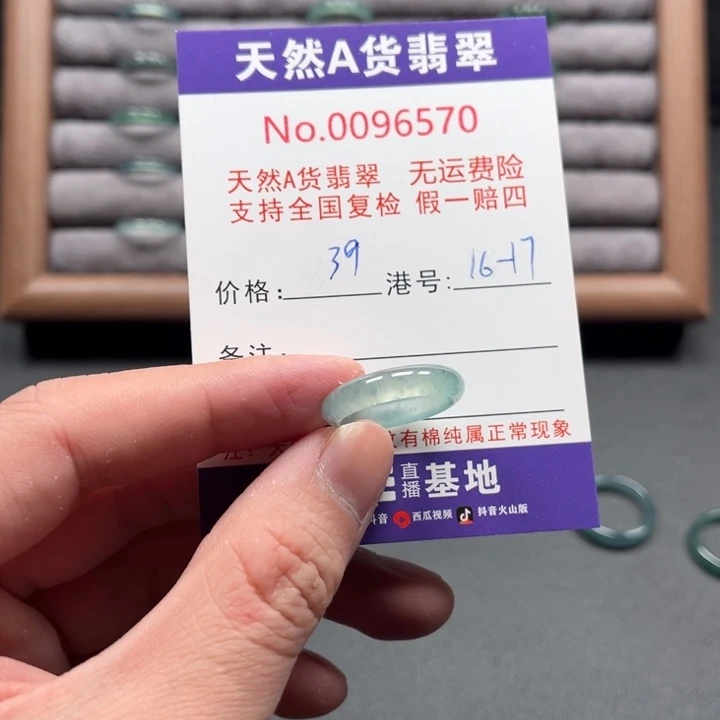 天然A货翡翠
No.0096570
天然A货翡翠 无运费险
支持全国复检 假一赔四
价格: 39 港号: 16-17
备注:
有棉纯属正常现象
直播基地
抖音 西瓜视频 抖音火山版